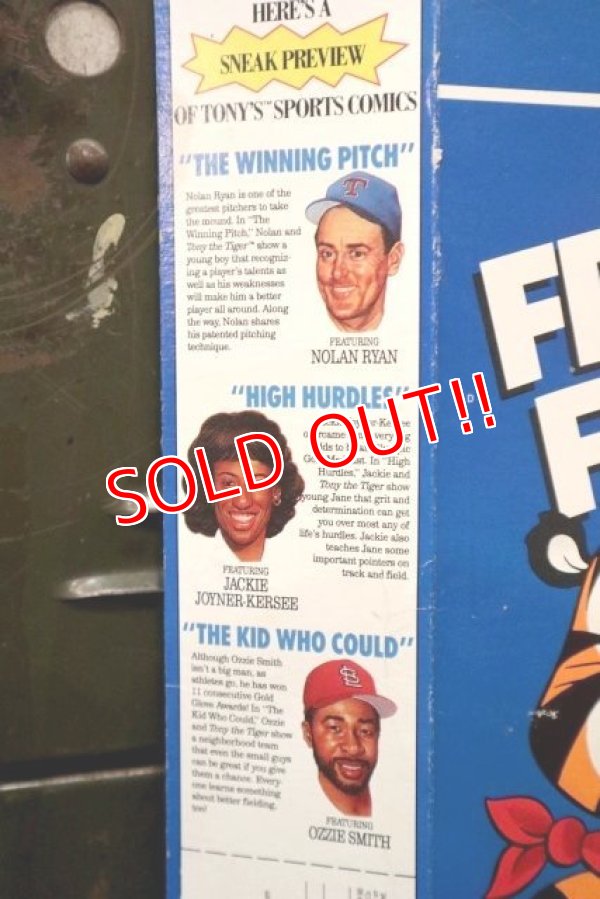 HERE'S A
SNEAK PREVIEW
OF TONY'S™ SPORTS COMICS
"THE WINNING PITCH"
Nolan Ryan is one of the
greatest pitchers to take
the mound. In "The
Winning Pitch," Nolan and
Tony the Tiger™ show a
young boy that recogniz-
ing a player's talents as
well as his weaknesses
will make him a better
player all around. Along
the way, Nolan shares
his patented pitching
technique.
T
FEATURING
NOLAN RYAN
"HIGH HURDLES"
In "High
Hurdles," Jackie and
Tony the Tiger show
young Jane that grit and
determination can get
you over most any of
life's hurdles. Jackie also
teaches Jane some
important pointers on
track and field.
FEATURING
JACKIE
JOYNER-KERSEE
SOLD OUT!!
"THE KID WHO COULD"
Although Ozzie Smith
isn't a big man, as
athletes go, he has won
11 consecutive Gold
Glove Awards! In "The
Kid Who Could," Ozzie
and Tony the Tiger show
a neighborhood team
that even the small guys
can be great if you give
them a chance. Every-
one learns something
about better fielding,
too!
STL
FEATURING
OZZIE SMITH